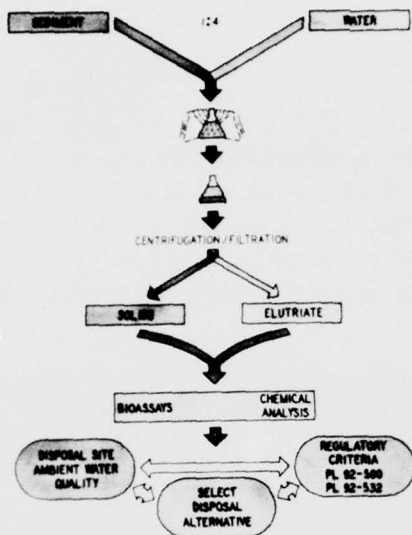 SEDIMENT
1:4
WATER
CENTRIFUGATION/FILTRATION
SOLIDS
ELUTRIATE
BIOASSAYS
CHEMICAL
ANALYSIS
DISPOSAL SITE
AMBIENT WATER
QUALITY
REGULATORY
CRITERIA
PL 92-500
PL 92-532
SELECT
DISPOSAL
ALTERNATIVE